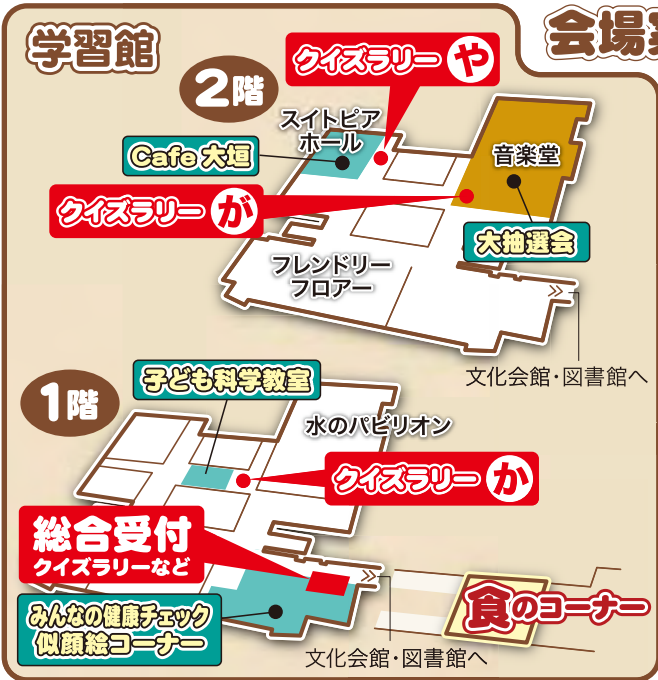 学習館
会場
2階
クイズラリー や
スイトピア
ホール
Cafe 大垣
音楽堂
クイズラリー が
大抽選会
フレンドリー
フロアー
文化会館・図書館へ
1階
子ども科学教室
水のパビリオン
クイズラリー か
総合受付
クイズラリーなど
みんなの健康チェック
似顔絵コーナー
食のコーナー
文化会館・図書館へ